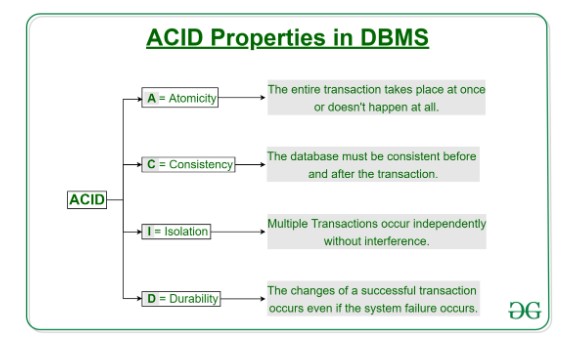 ACID Properties in DBMS
A = Atomicity
The entire transaction takes place at once
or doesn't happen at all.
C = Consistency
The database must be consistent before
and after the transaction.
ACID
I = Isolation
Multiple Transactions occur independently
without interference.
D = Durability
The changes of a successful transaction
occurs even if the system failure occurs.